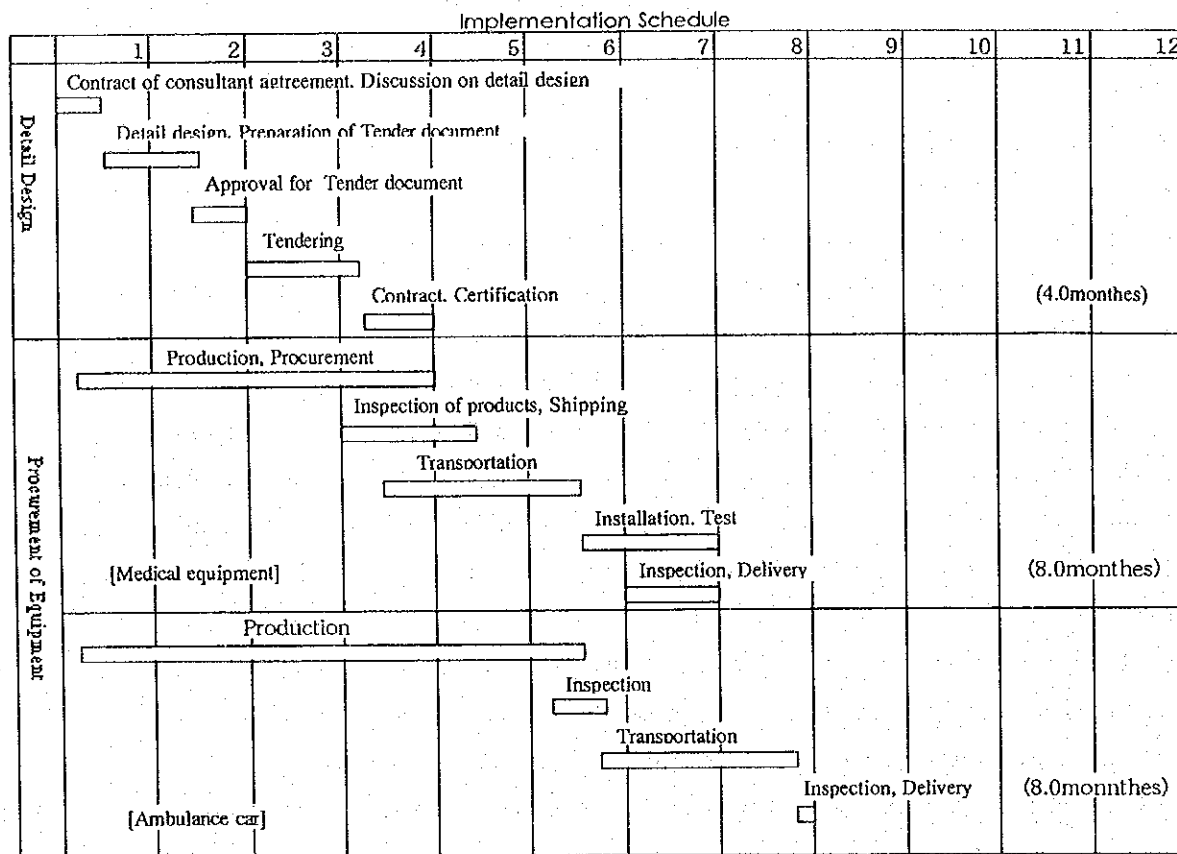 Implementation Schedule
1 2 3 4 5 6 7 8 9 10 11 12
Detail Design
Contract of consultant agreement. Discussion on detail design
Detail design. Preparation of Tender document
Approval for Tender document
Tendering
Contract. Certification
(4.0monthes)
Procurement of Equipment
Production, Procurement
Inspection of products, Shipping
Transportation
Installation. Test
[Medical equipment]
Inspection, Delivery
(8.0monthes)
Production
Inspection
Transportation
Inspection, Delivery
(8.0monnthes)
[Ambulance car]